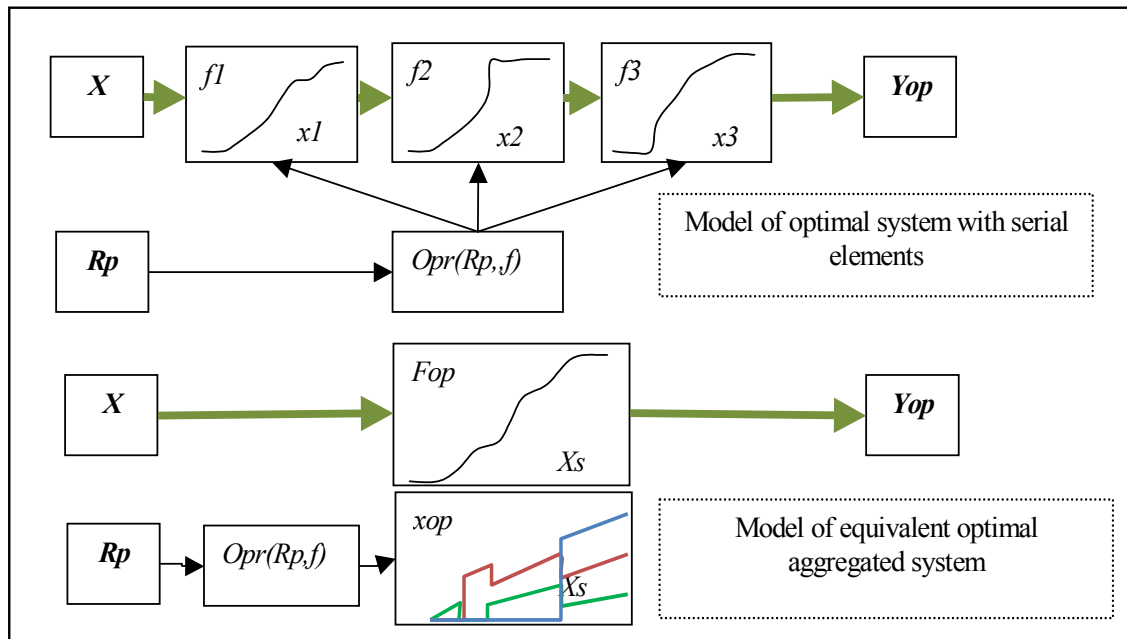 X
f1
x1
f2
x2
f3
x3
Yop
Rp
Opr(Rp,,f)
Model of optimal system with serial
elements
X
Fop
Xs
Yop
Rp
Opr(Rp,f)
xop
Xs
Model of equivalent optimal
aggregated system